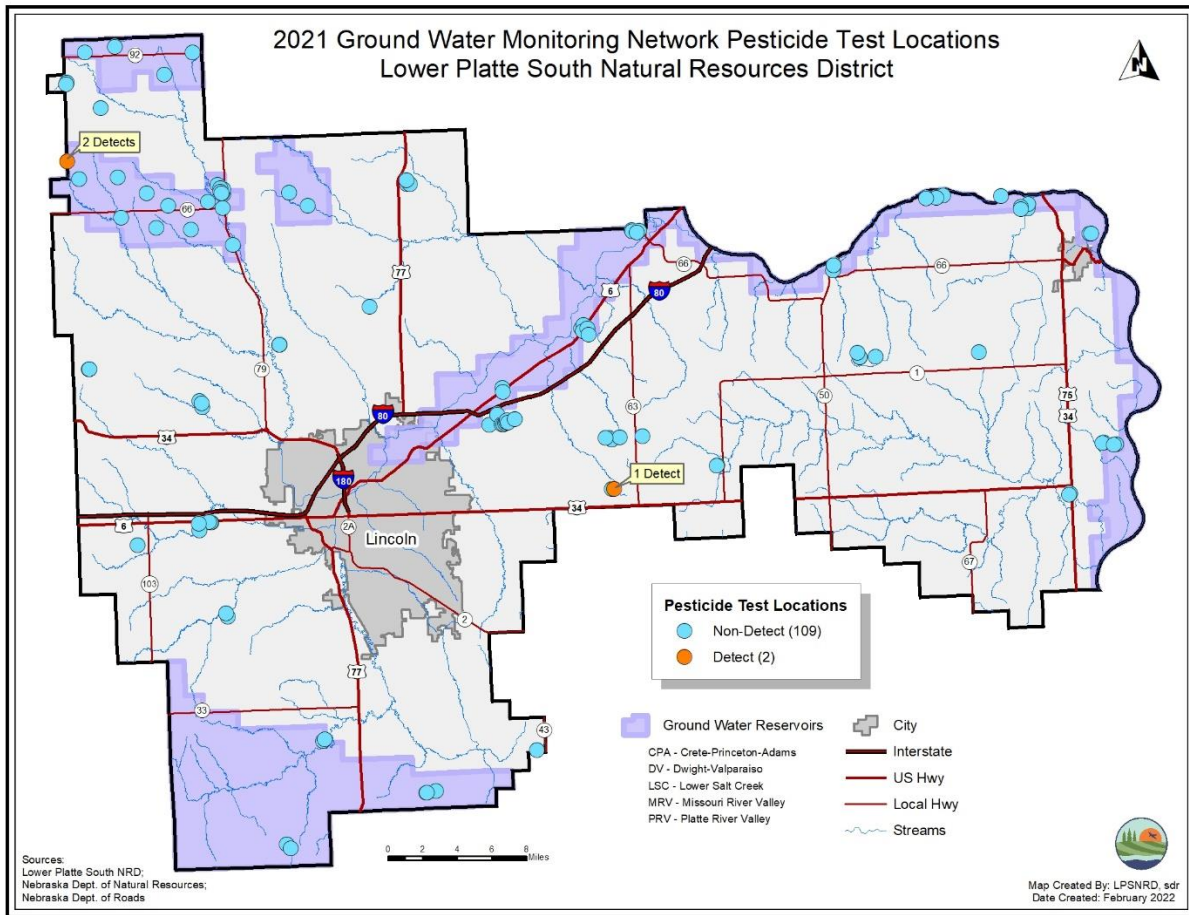 2021 Ground Water Monitoring Network Pesticide Test Locations
Lower Platte South Natural Resources District
N
92
2 Detects
66
77
66
66
6
80
79
1
50
63
75
34
80
34
180
1 Detect
34
6
2A
Lincoln
103
67
2
77
33
43
Pesticide Test Locations
Non-Detect (109)
Detect (2)
Ground Water Reservoirs
CPA - Crete-Princeton-Adams
DV - Dwight-Valparaiso
LSC - Lower Salt Creek
MRV - Missouri River Valley
PRV - Platte River Valley
City
Interstate
US Hwy
Local Hwy
Streams
0 2 4 6 8
Miles
Sources:
Lower Platte South NRD;
Nebraska Dept. of Natural Resources;
Nebraska Dept. of Roads
Map Created By: LPSNRD, sdr
Date Created: February 2022